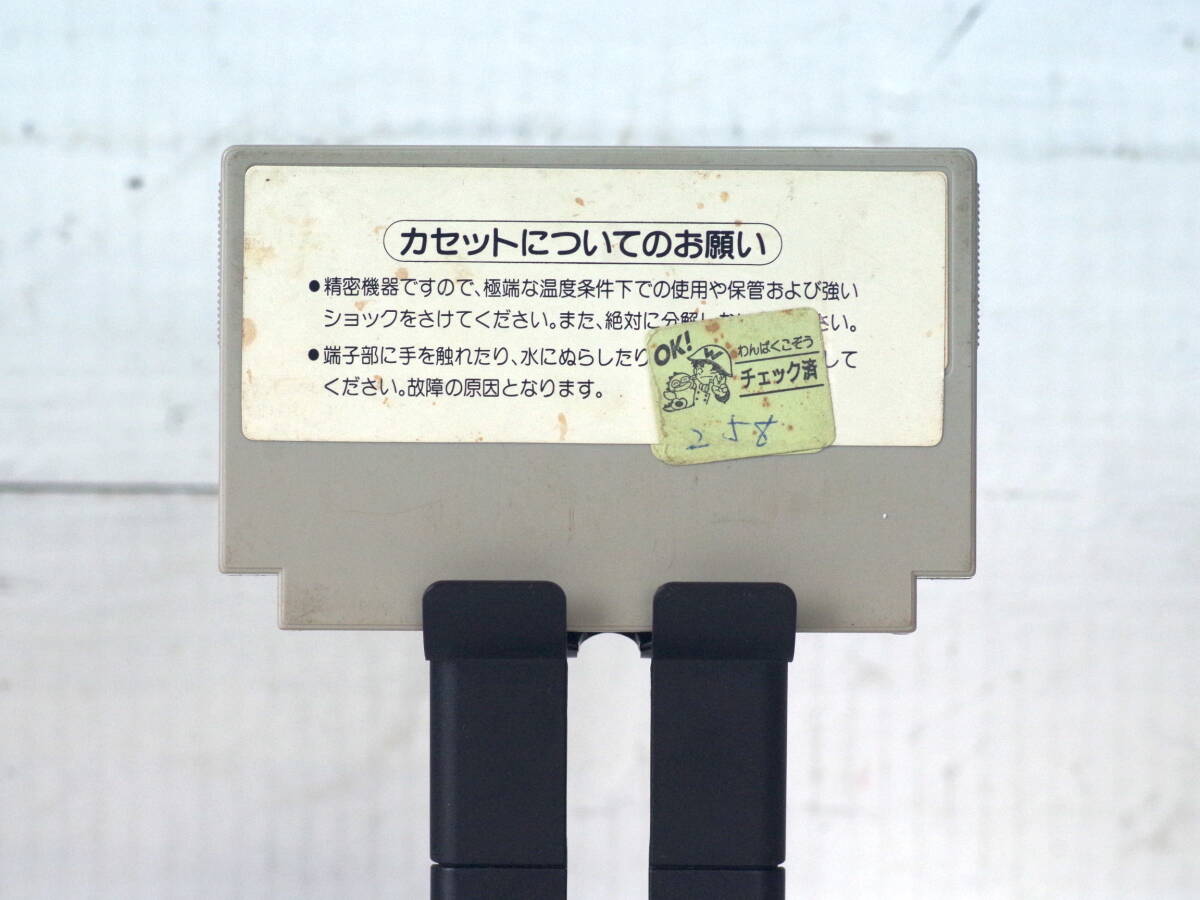 カセットについてのお願い
●精密機器ですので、極端な温度条件下での使用や保管および強い
ショックをさけてください。また、絶対に分解しな さい。
●端子部に手を触れたり、水にぬらしたり して
ください。故障の原因となります。
OK!
W
わんぱくこぞう
チェック済
258